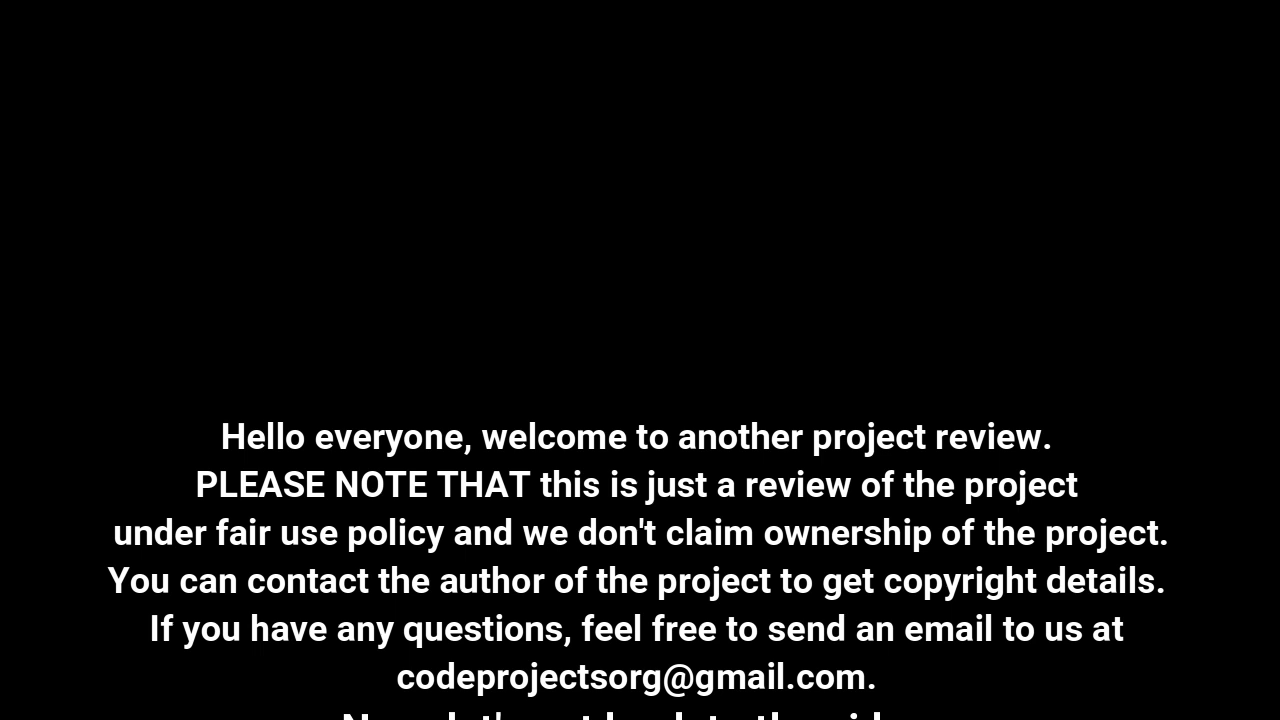 Hello everyone, welcome to another project review.
PLEASE NOTE THAT this is just a review of the project
under fair use policy and we don't claim ownership of the project.
You can contact the author of the project to get copyright details.
If you have any questions, feel free to send an email to us at
codeprojectsorg@gmail.com.